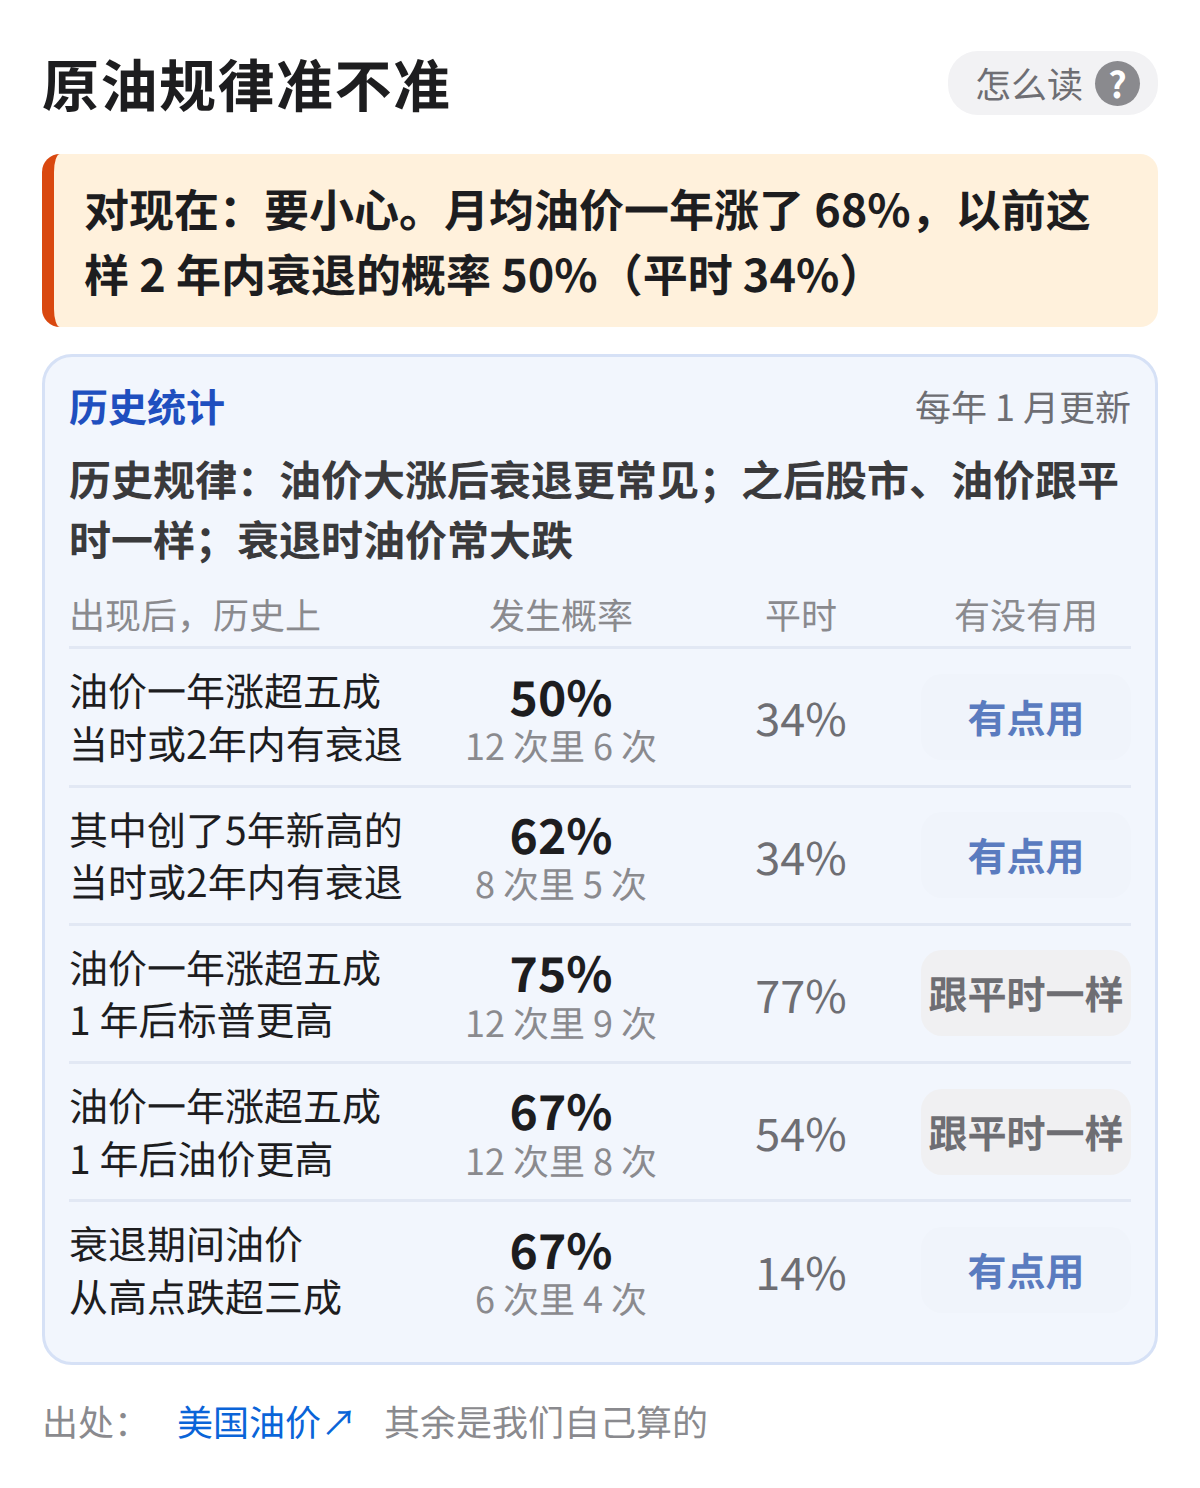 原油规律准不准
怎么读 ?
对现在：要小心。月均油价一年涨了 68%，以前这
样 2 年内衰退的概率 50%（平时 34%）
历史统计
每年 1 月更新
历史规律：油价大涨后衰退更常见；之后股市、油价跟平
时一样；衰退时油价常大跌
出现后，历史上 发生概率 平时 有没有用
油价一年涨超五成
当时或2年内有衰退
50%
12 次里 6 次
34%
有点用
其中创了5年新高的
当时或2年内有衰退
62%
8 次里 5 次
34%
有点用
油价一年涨超五成
1 年后标普更高
75%
12 次里 9 次
77%
跟平时一样
油价一年涨超五成
1 年后油价更高
67%
12 次里 8 次
54%
跟平时一样
衰退期间油价
从高点跌超三成
67%
6 次里 4 次
14%
有点用
出处： 美国油价↗ 其余是我们自己算的